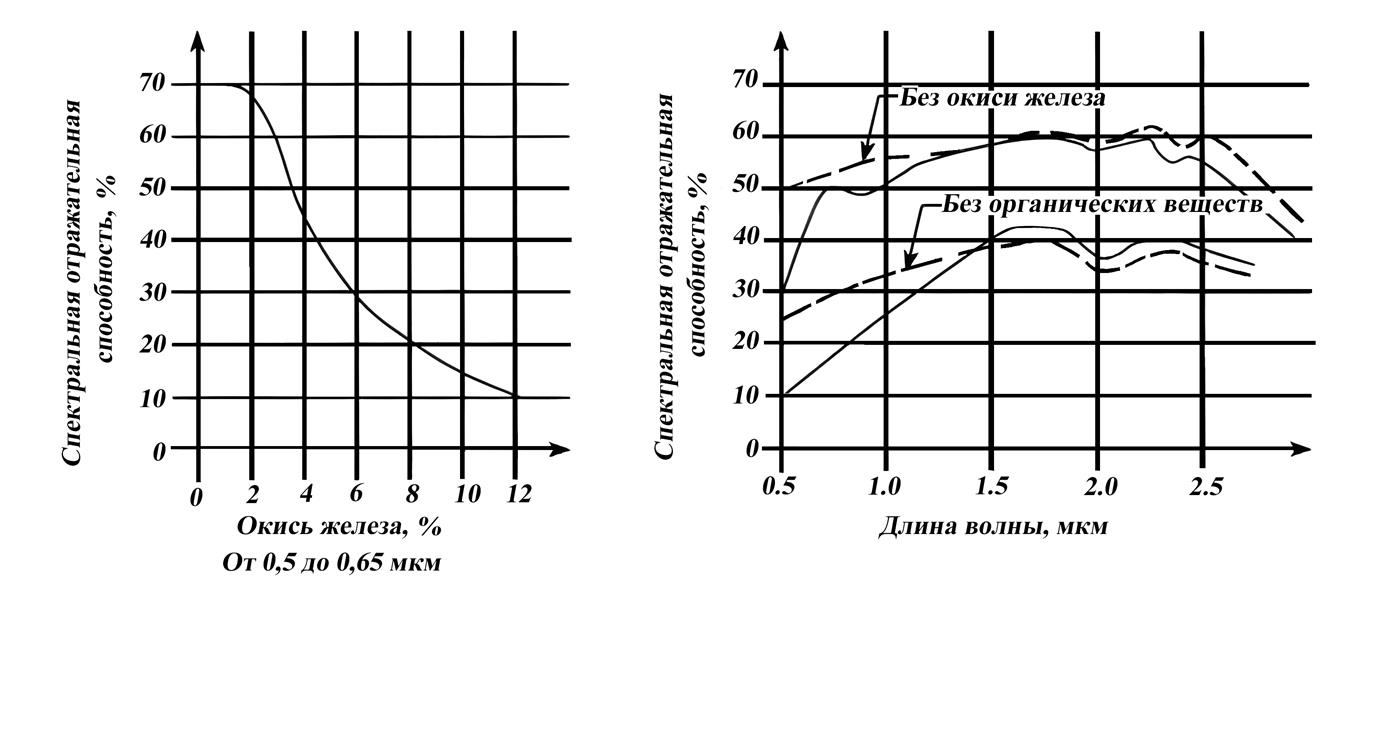 Спектральная отражательная
способность, %
70
60
50
40
30
20
10
0
0 2 4 6 8 10 12
Окись железа, %
От 0,5 до 0,65 мкм
Спектральная отражательная
способность, %
70
60
50
40
30
20
10
0
Без окиси железа
Без органических веществ
0.5 1.0 1.5 2.0 2.5
Длина волны, мкм